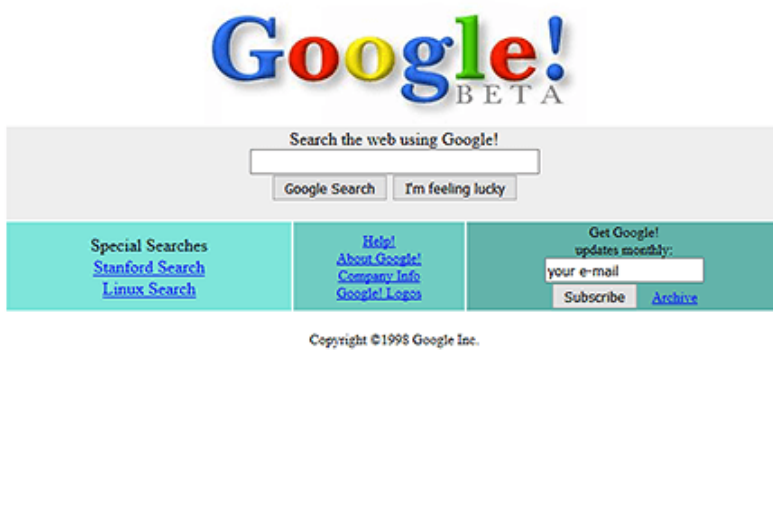 Google!
BETA
Search the web using Google!
Google Search
I'm feeling lucky
Special Searches
Stanford Search
Linux Search
Help!
About Google!
Company Info
Google! Logos
Get Google!
updates monthly:
your e-mail
Subscribe
Archive
Copyright ©1998 Google Inc.